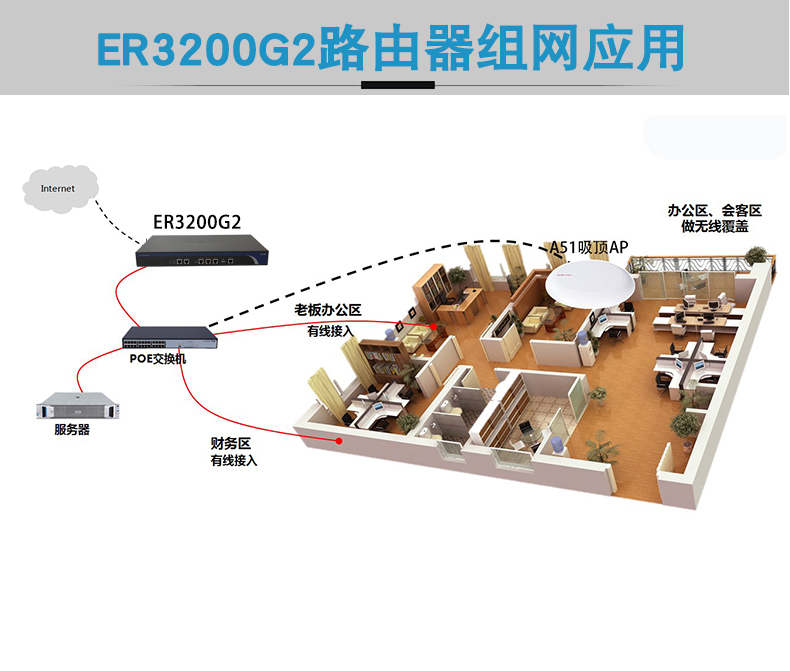 ER3200G2路由器组网应用
Internet
ER3200G2
办公区、会客区
做无线覆盖
A51吸顶AP
老板办公区
有线接入
POE交换机
服务器
财务区
有线接入